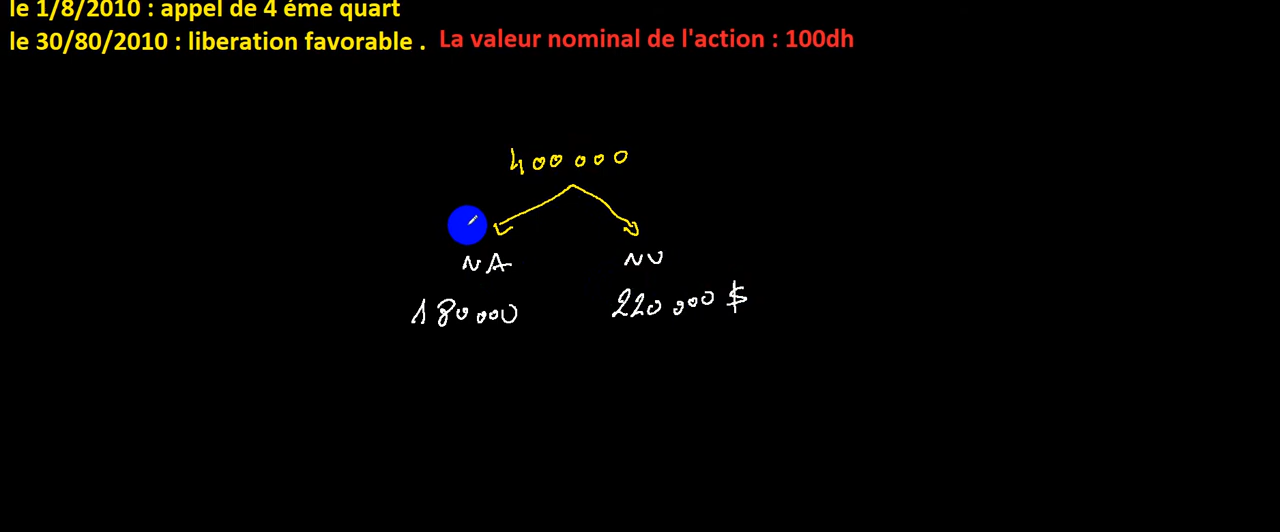 le 1/8/2010 : appel de 4 éme quart
le 30/80/2010 : liberation favorable . La valeur nominal de l'action : 100dh
400 000
NA NU
180 000 220 000 $